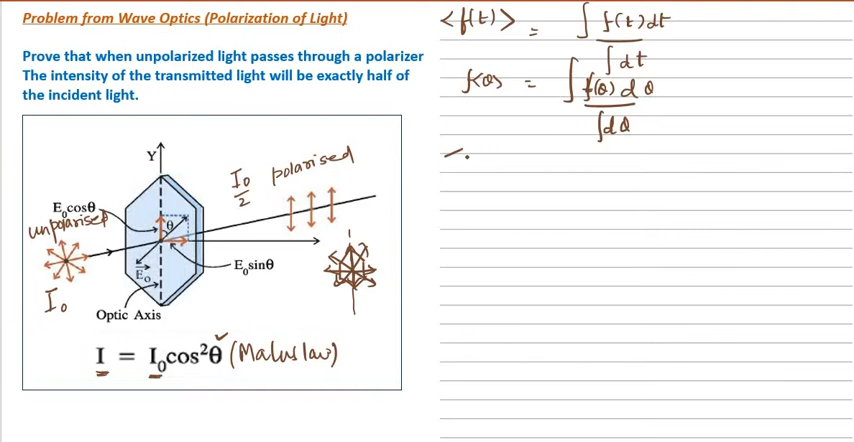 Problem from Wave Optics (Polarization of Light)
Prove that when unpolarized light passes through a polarizer
The intensity of the transmitted light will be exactly half of
the incident light.
Y
I₀/2 polarised
E₀cosθ
θ
unpolarised
E₀
E₀sinθ
I₀
Optic Axis
I = I₀cos²θ (Malus law)
<f(t)> = ∫ f(t)dt / ∫dt
= ∫ f(θ) dθ / ∫dθ